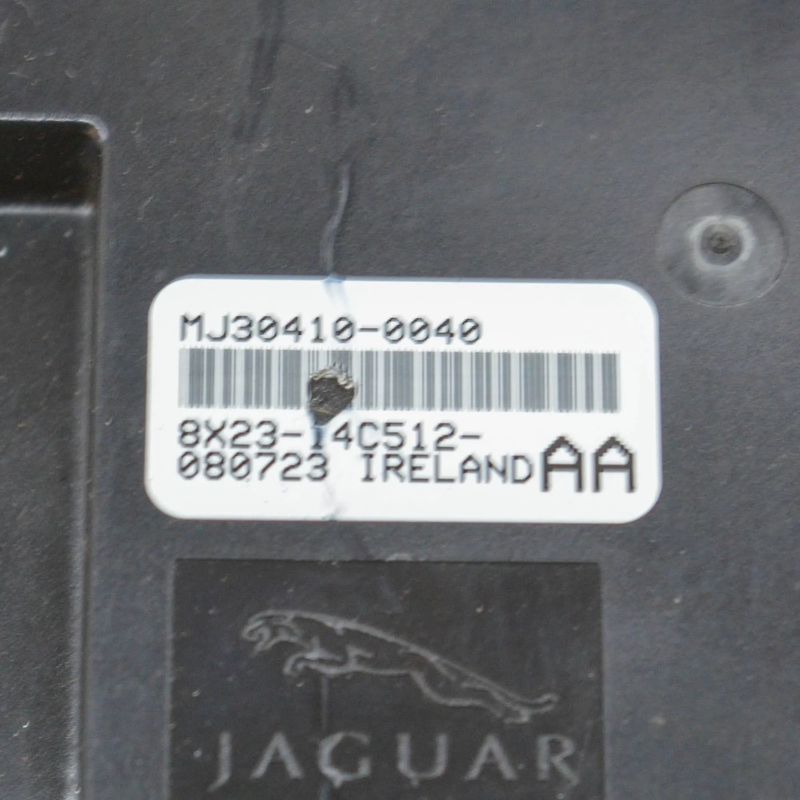 MJ30410-0040
8X23-14C512-
080723 IRELAND AA
JAGUAR